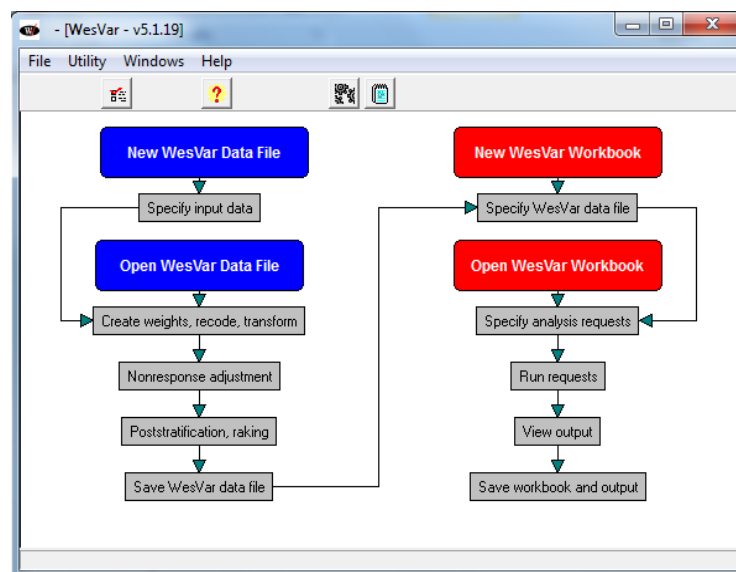 - [WesVar - v5.1.19]
File Utility Windows Help
New WesVar Data File
Specify input data
Open WesVar Data File
Create weights, recode, transform
Nonresponse adjustment
Poststratification, raking
Save WesVar data file
New WesVar Workbook
Specify WesVar data file
Open WesVar Workbook
Specify analysis requests
Run requests
View output
Save workbook and output